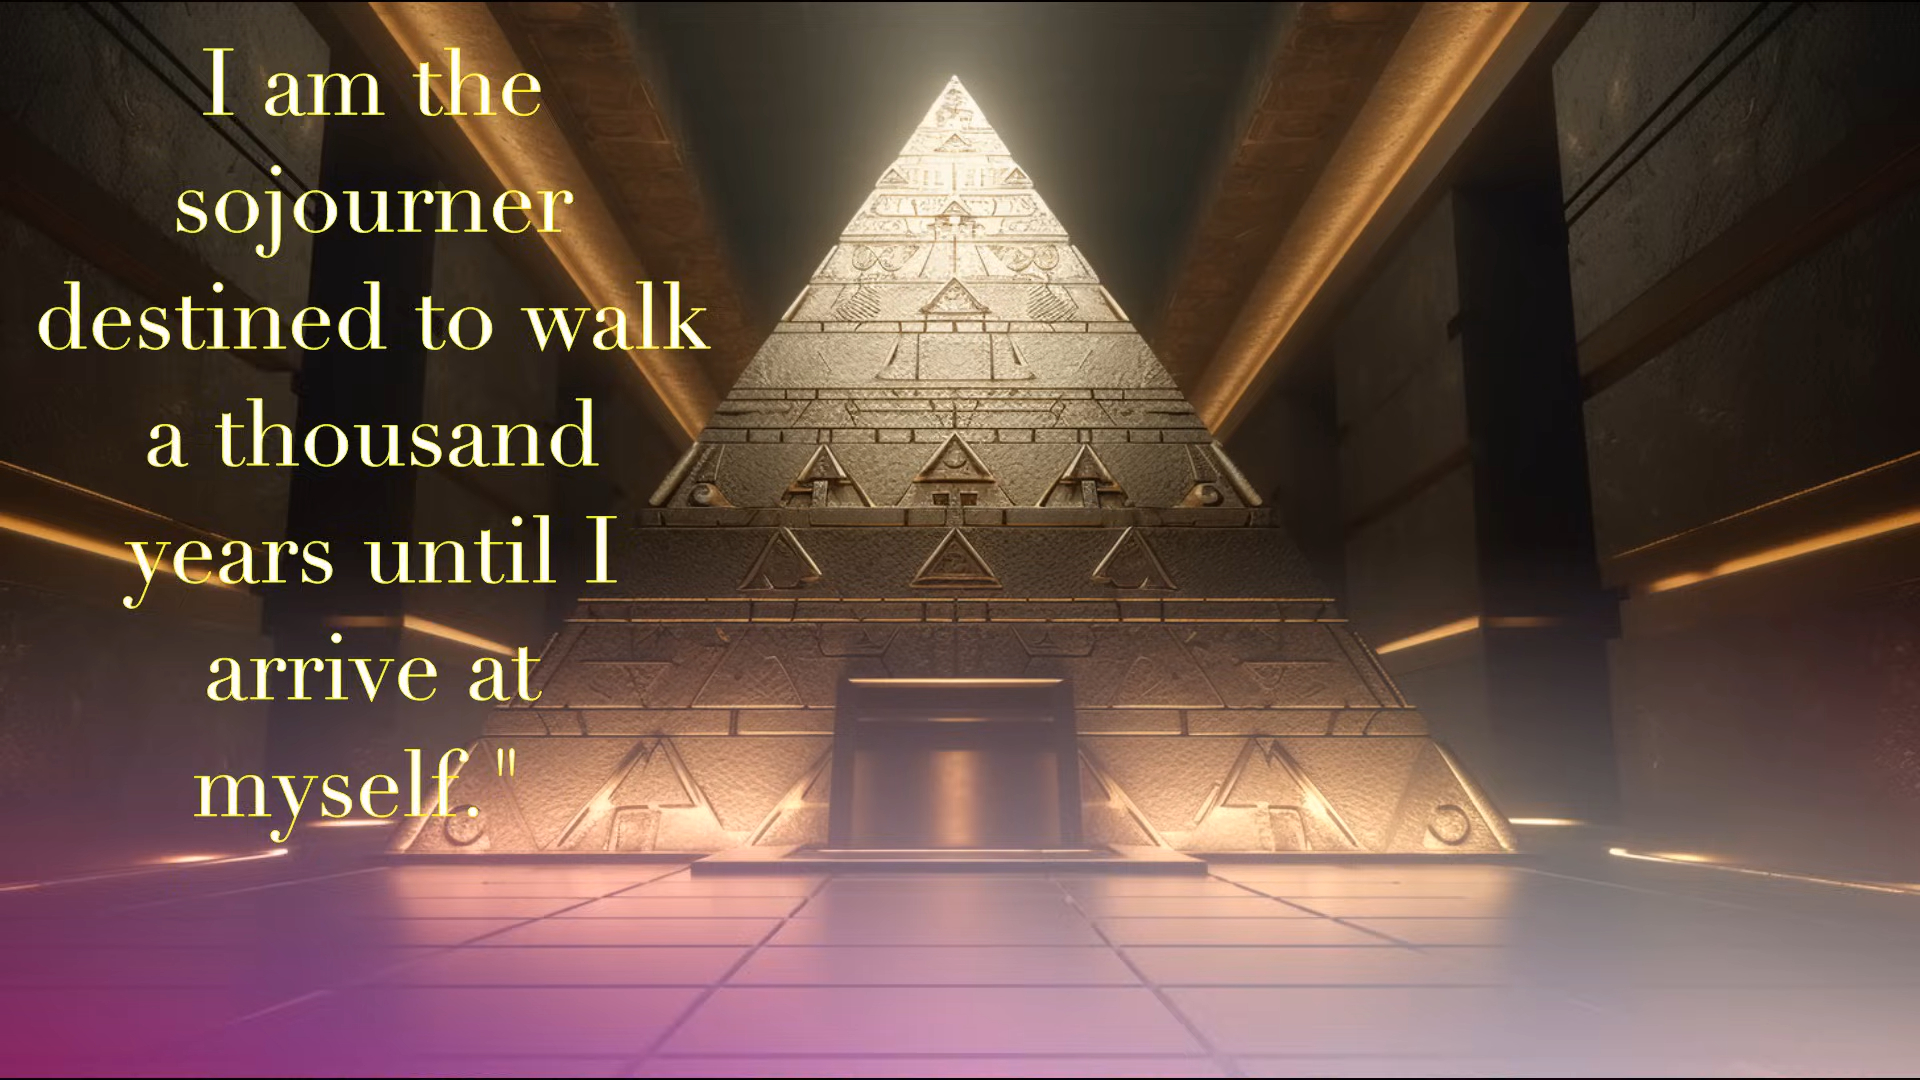 I am the
sojourner
destined to walk
a thousand
years until I
arrive at
myself."